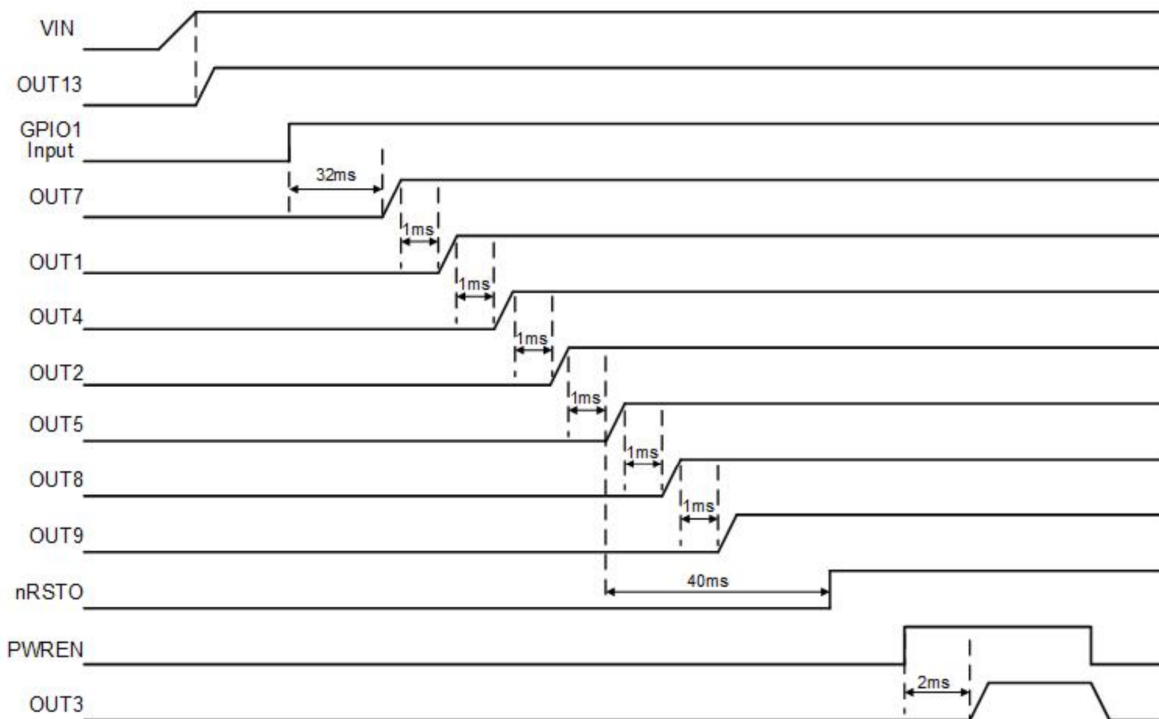 VIN
OUT13
GPIO1
Input
32ms
OUT7
1ms
OUT1
1ms
OUT4
1ms
OUT2
1ms
OUT5
1ms
OUT8
1ms
OUT9
40ms
nRSTO
PWREN
2ms
OUT3